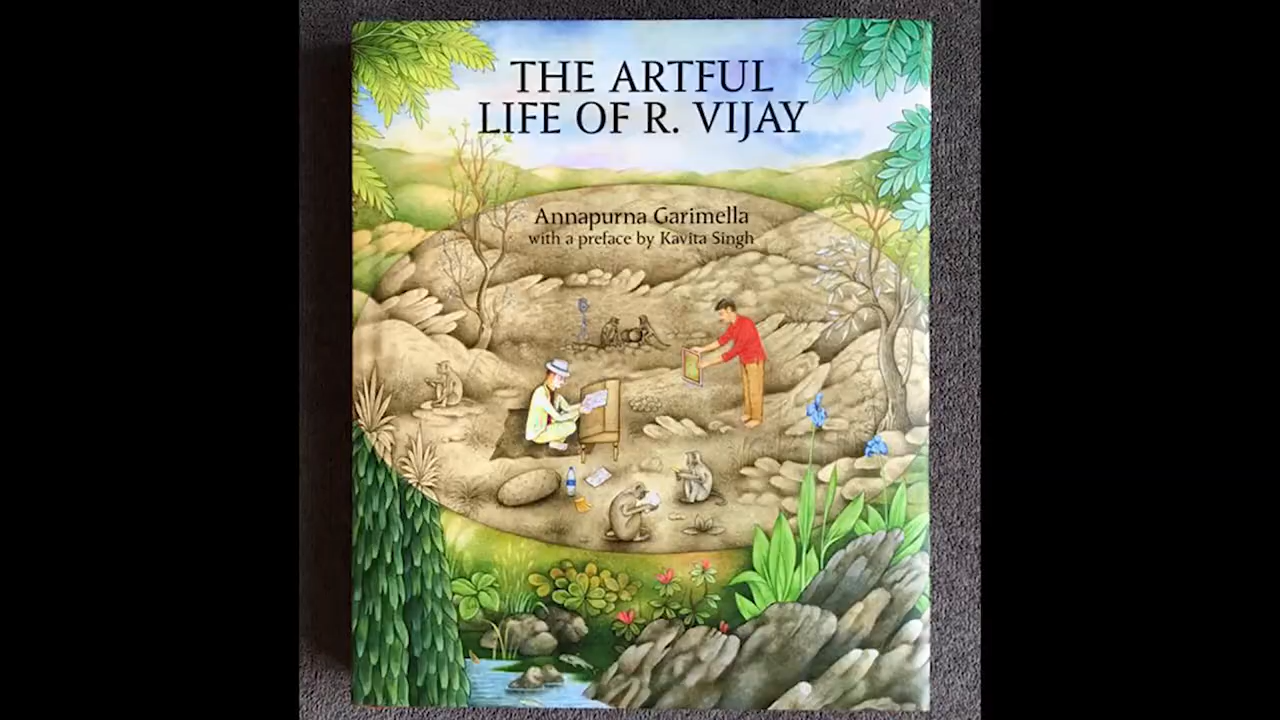 THE ARTFUL
LIFE OF R. VIJAY
Annapurna Garimella
with a preface by Kavita Singh